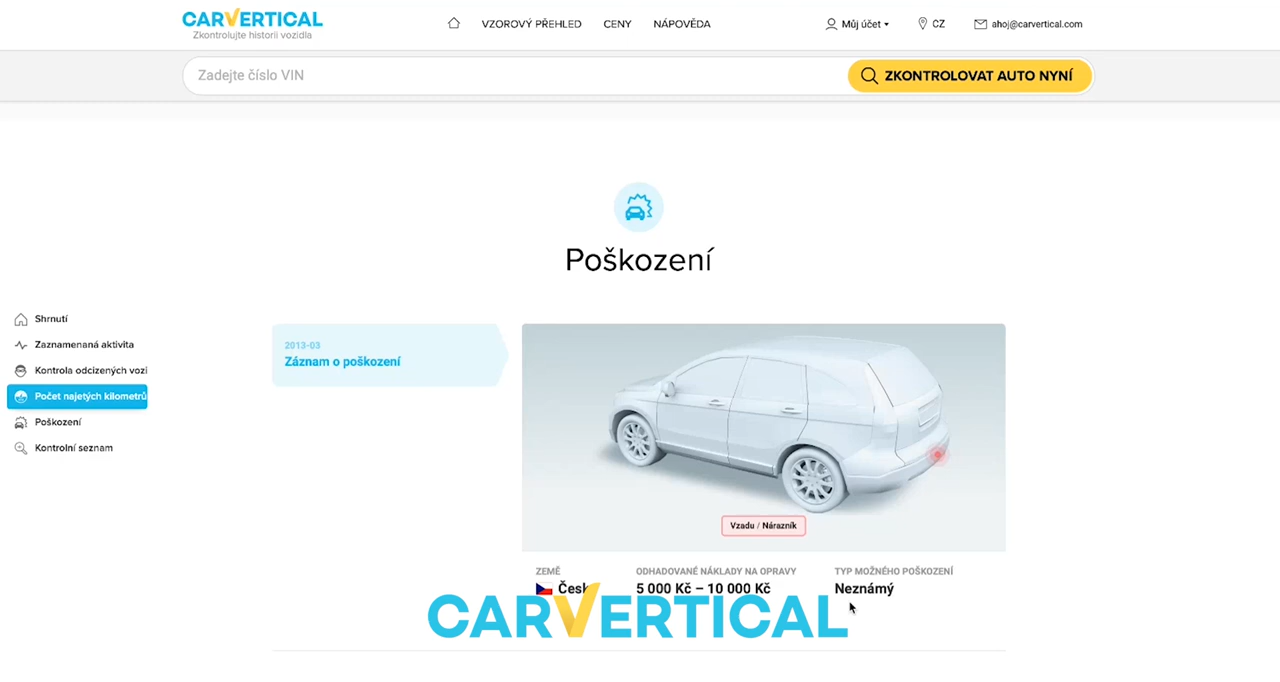 CARVERTICAL
Zkontrolujte historii vozidla
VZOROVÝ PŘEHLED
CENY
NÁPOVĚDA
Můj účet
CZ
ahoj@carvertical.com
Zadejte číslo VIN
ZKONTROLOVAT AUTO NYNÍ
Poškození
Shrnutí
Zaznamenaná aktivita
Kontrola odcizených vozi
Počet najetých kilometrů
Poškození
Kontrolní seznam
2013-03
Záznam o poškození
Vzadu / Nárazník
ZEMĚ
ODHADOVANÉ NÁKLADY NA OPRAVY
TYP MOŽNÉHO POŠKOZENÍ
5 000 Kč – 10 000 Kč
Neznámý
CARVERTICAL